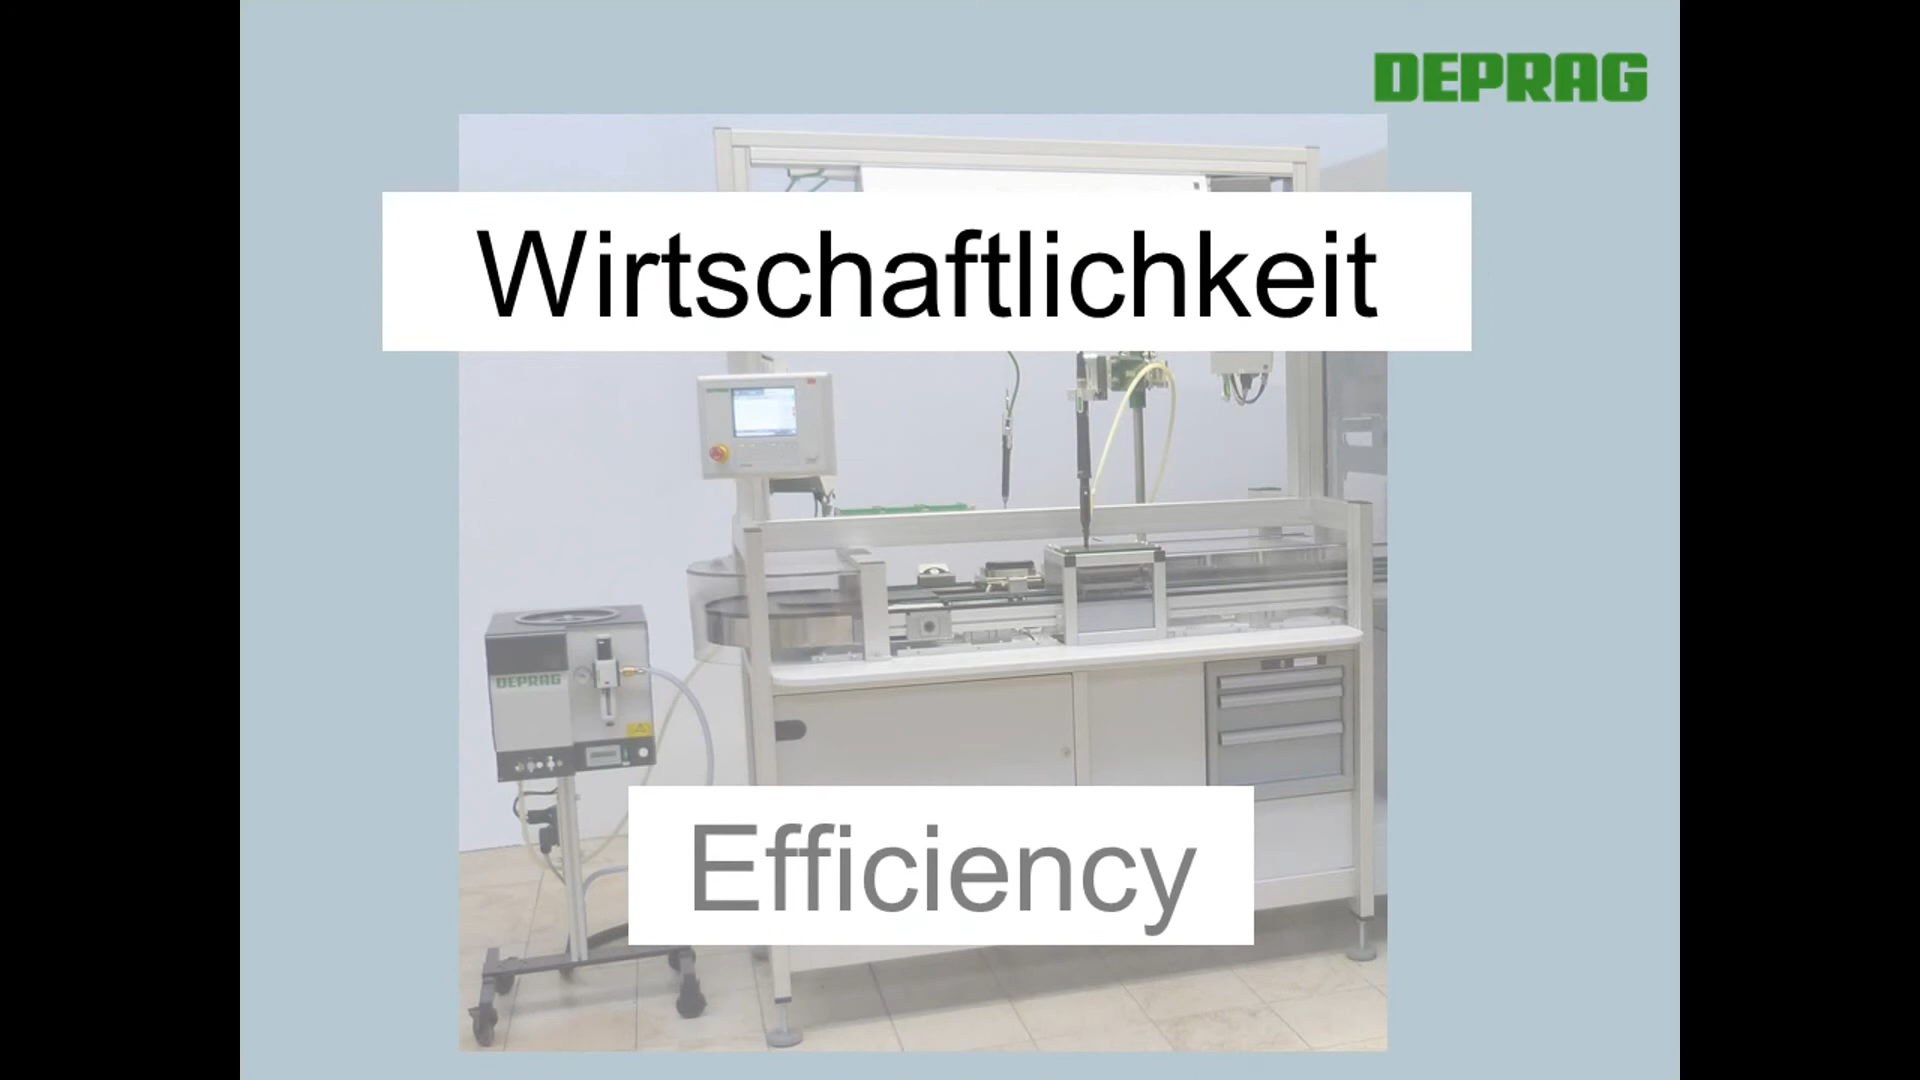 DEPRAG
Wirtschaftlichkeit
DEPRAG
Efficiency